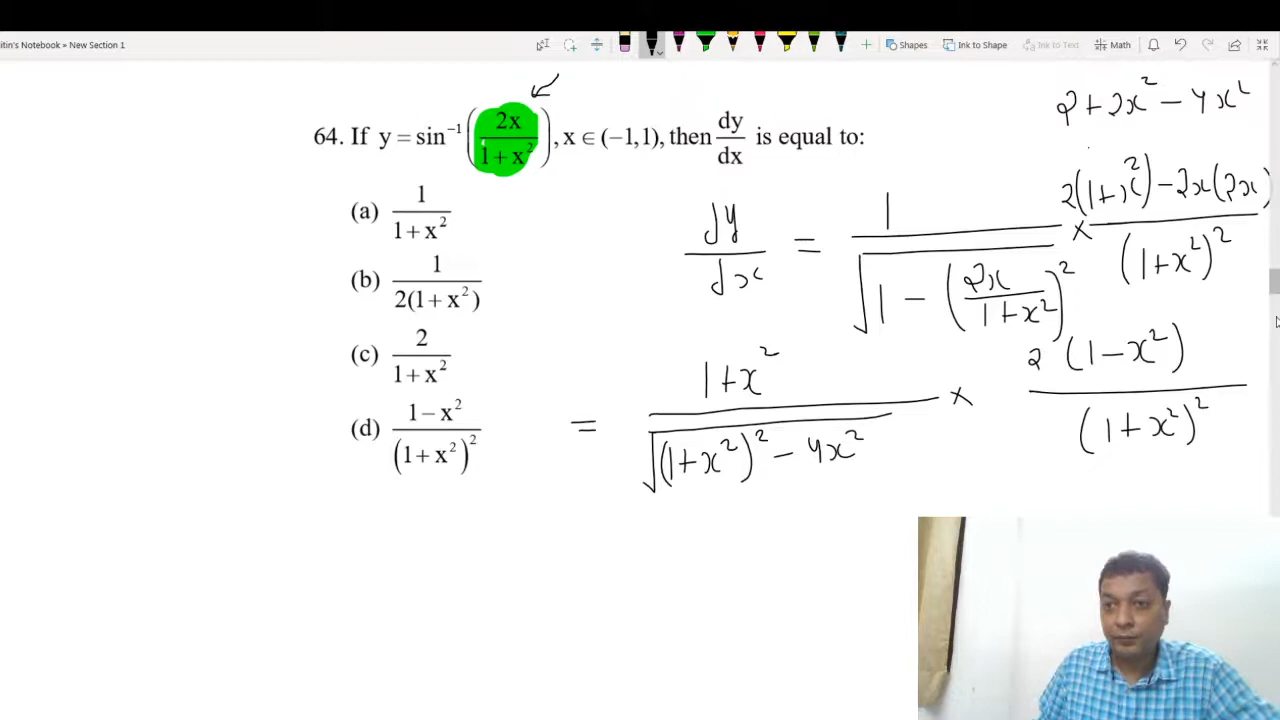 itin's Notebook » New Section 1
Shapes Ink to Shape Ink to Text Math
64. If y = sin⁻¹(2x/(1+x²)), x ∈ (−1,1), then dy/dx is equal to:
(a) 1/(1+x²)
(b) 1/(2(1+x²))
(c) 2/(1+x²)
(d) (1−x²)/(1+x²)²
2+2x²−4x²
dy/dx = 1/√(1−(2x/(1+x²))²) × (2(1+x²)−2x(2x))/(1+x²)²
= (1+x²)/√((1+x²)²−4x²) × 2(1−x²)/(1+x²)²